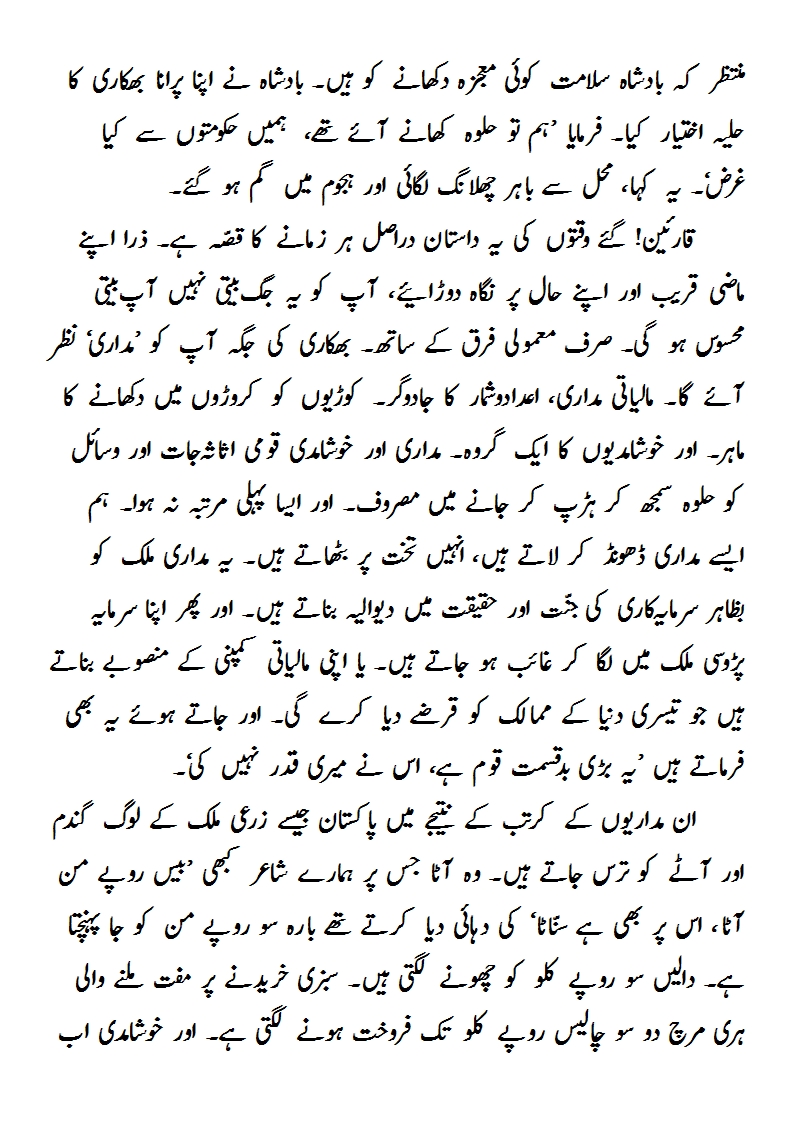 منتظر کہ بادشاہ سلامت کوئی معجزہ دکھانے کو ہیں۔ بادشاہ نے اپنا پرانا بھکاری کا
حلیہ اختیار کیا۔ فرمایا ’ہم تو حلوہ کھانے آئے تھے، ہمیں حکومتوں سے کیا
غرض‘۔ یہ کہا، محل سے باہر چھلانگ لگائی اور ہجوم میں گم ہو گئے۔
قارئین! گئے وقتوں کی یہ داستان دراصل ہر زمانے کا قصّہ ہے۔ ذرا اپنے
ماضی قریب اور اپنے حال پر نگاہ دوڑائیے، آپ کو یہ جگ‌بیتی نہیں آپ‌بیتی
محسوس ہو گی۔ صرف معمولی فرق کے ساتھ۔ بھکاری کی جگہ آپ کو ’مداری‘ نظر
آئے گا۔ مالیاتی مداری، اعدادوشمار کا جادوگر۔ کوڑیوں کو کروڑوں میں دکھانے کا
ماہر۔ اور خوشامدیوں کا ایک گروہ۔ مداری اور خوشامدی قومی اثاثہ‌جات اور وسائل
کو حلوہ سمجھ کر ہڑپ کر جانے میں مصروف۔ اور ایسا پہلی مرتبہ نہ ہوا۔ ہم
ایسے مداری ڈھونڈ کر لاتے ہیں، انہیں تخت پر بٹھاتے ہیں۔ یہ مداری ملک کو
بظاہر سرمایہ‌کاری کی جنّت اور حقیقت میں دیوالیہ بناتے ہیں۔ اور پھر اپنا سرمایہ
پڑوسی ملک میں لگا کر غائب ہو جاتے ہیں۔ یا اپنی مالیاتی کمپنی کے منصوبے بناتے
ہیں جو تیسری دنیا کے ممالک کو قرضے دیا کرے گی۔ اور جاتے ہوئے یہ بھی
فرماتے ہیں ’یہ بڑی بدقسمت قوم ہے، اس نے میری قدر نہیں کی‘۔
ان مداریوں کے کرتب کے نتیجے میں پاکستان جیسے زرعی ملک کے لوگ گندم
اور آٹے کو ترس جاتے ہیں۔ وہ آٹا جس پر ہمارے شاعر کبھی ’بیس روپے من
آٹا، اس پر بھی ہے سنّاٹا‘ کی دہائی دیا کرتے تھے بارہ سو روپے من کو جا پہنچتا
ہے۔ دالیں سو روپے کلو کو چھونے لگتی ہیں۔ سبزی خریدنے پر مفت ملنے والی
ہری مرچ دو سو چالیس روپے کلو تک فروخت ہونے لگتی ہے۔ اور خوشامدی اب